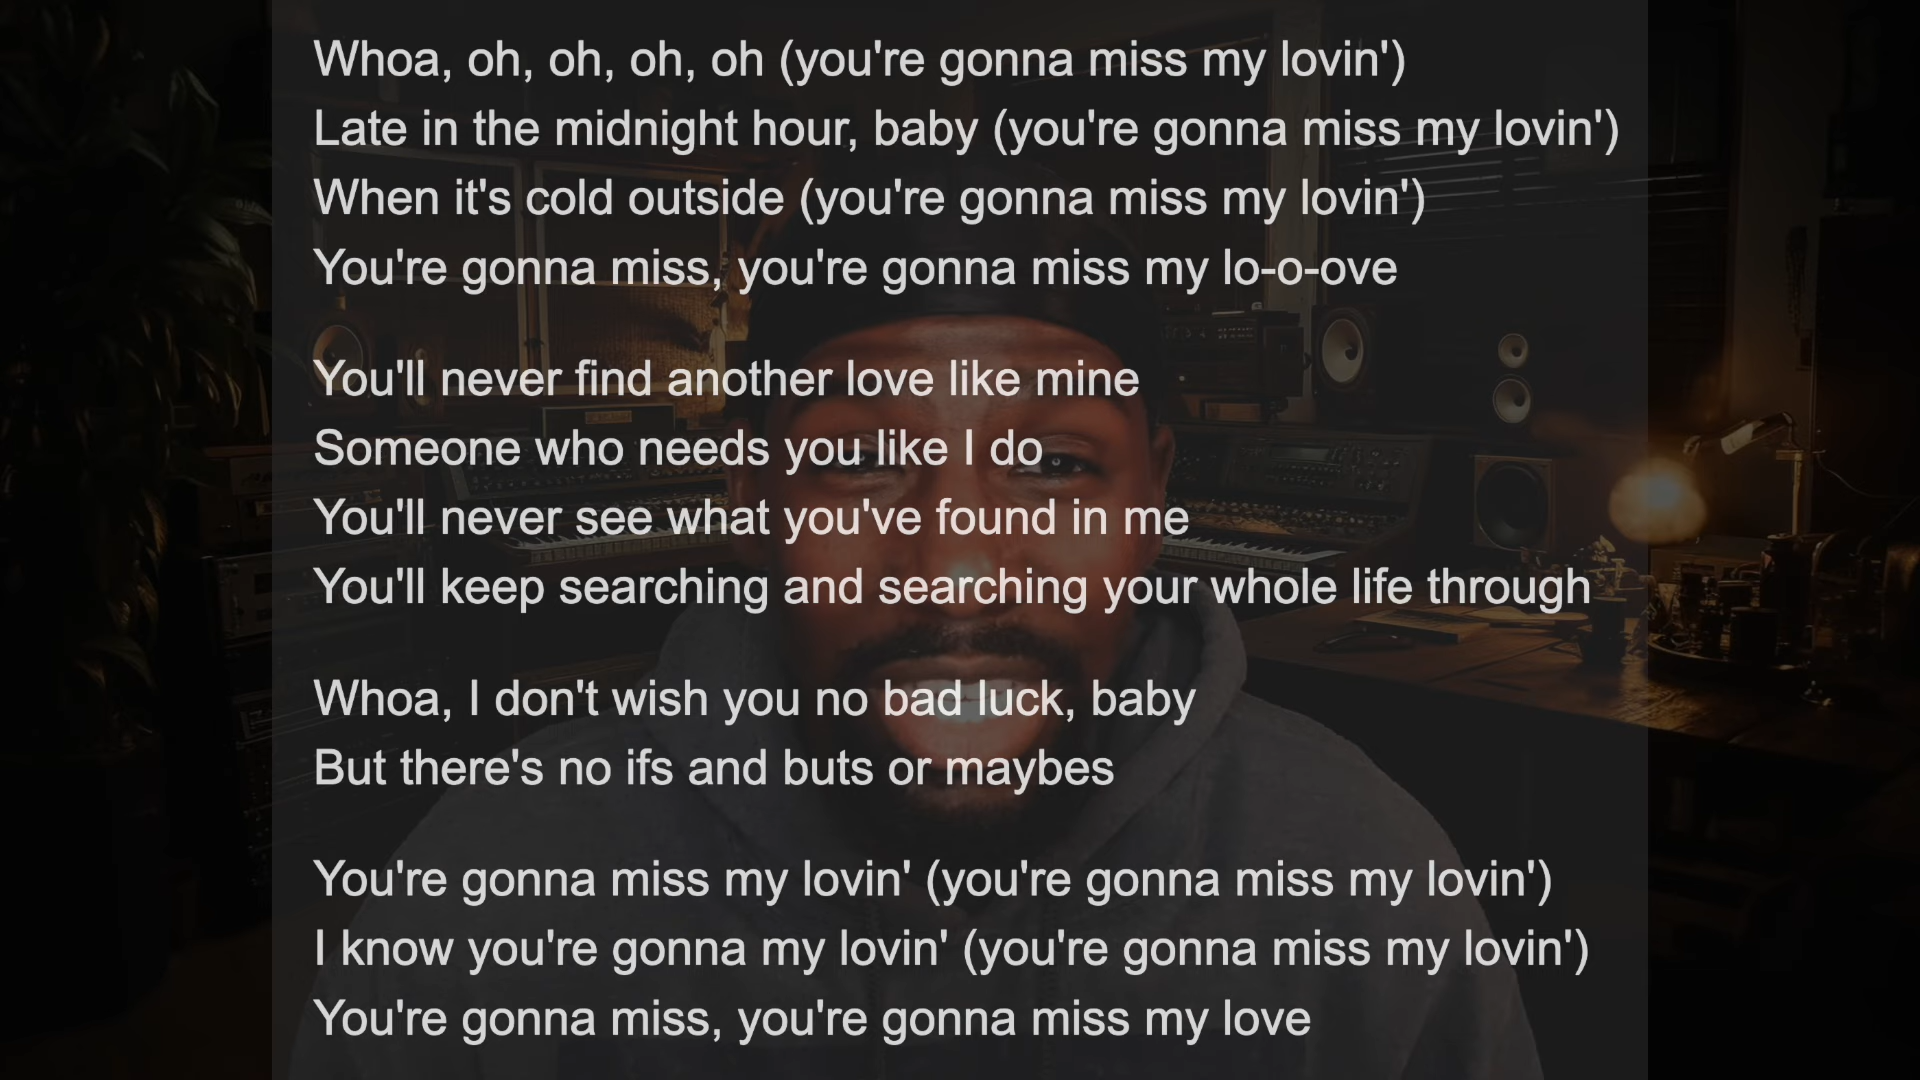 Whoa, oh, oh, oh, oh (you're gonna miss my lovin')
Late in the midnight hour, baby (you're gonna miss my lovin')
When it's cold outside (you're gonna miss my lovin')
You're gonna miss, you're gonna miss my lo-o-ove
You'll never find another love like mine
Someone who needs you like I do
You'll never see what you've found in me
You'll keep searching and searching your whole life through
Whoa, I don't wish you no bad luck, baby
But there's no ifs and buts or maybes
You're gonna miss my lovin' (you're gonna miss my lovin')
I know you're gonna my lovin' (you're gonna miss my lovin')
You're gonna miss, you're gonna miss my love